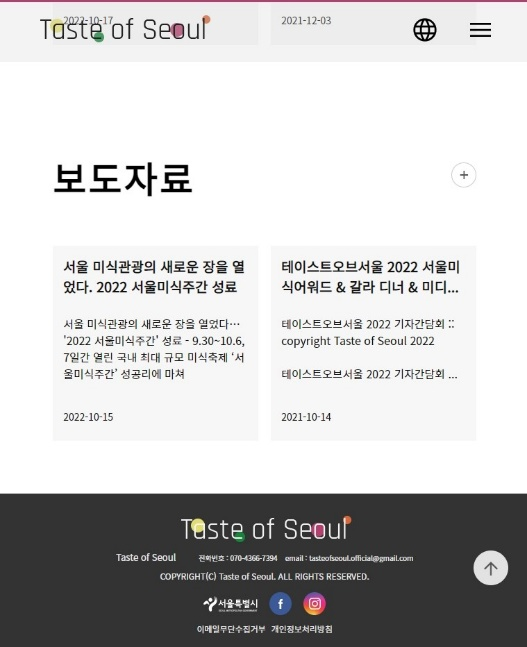 2022-10-17
2021-12-03
Taste of Seoul
보도자료
서울 미식관광의 새로운 장을 열
었다. 2022 서울미식주간 성료
서울 미식관광의 새로운 장을 열었다…
'2022 서울미식주간' 성료 - 9.30~10.6,
7일간 열린 국내 최대 규모 미식축제 ‘서
울미식주간’ 성공리에 마쳐
2022-10-15
테이스트오브서울 2022 서울미
식어워드 & 갈라 디너 & 미디...
테이스트오브서울 2022 기자간담회 ::
copyright Taste of Seoul 2022
테이스트오브서울 2022 기자간담회 ...
2021-10-14
Taste of Seoul
Taste of Seoul 전화번호 : 070-4366-7394 email : tasteofseoul.official@gmail.com
COPYRIGHT(C) Taste of Seoul. ALL RIGHTS RESERVED.
서울특별시
이메일무단수집거부 개인정보처리방침